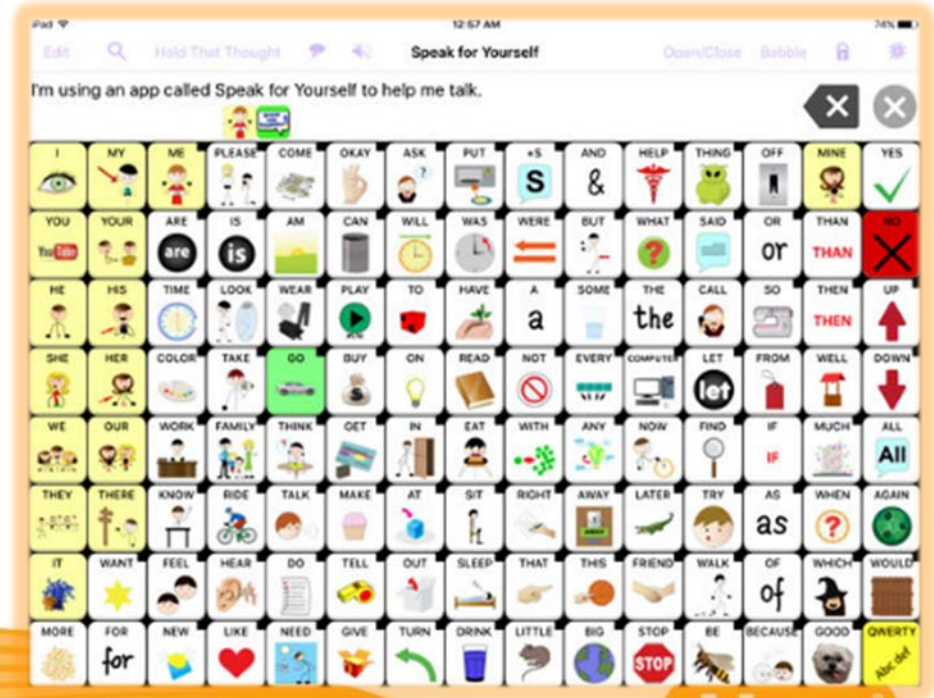 iPad 12:57 AM 74%
Edit Hold That Thought Speak for Yourself Open/Close Babble
I'm using an app called Speak for Yourself to help me talk.
I MY ME PLEASE COME OKAY ASK PUT +S AND HELP THING OFF MINE YES
S &
YOU YOUR ARE IS AM CAN WILL WAS WERE BUT WHAT SAID OR THAN NO
You Tube are is ? or THAN
HE HIS TIME LOOK WEAR PLAY TO HAVE A SOME THE CALL SO THEN UP
a the THEN
SHE HER COLOR TAKE GO BUY ON READ NOT EVERY COMPUTER LET FROM WELL DOWN
let
WE OUR WORK FAMILY THINK GET IN EAT WITH ANY NOW FIND IF MUCH ALL
IF All
THEY THERE KNOW RIDE TALK MAKE AT SIT RIGHT AWAY LATER TRY AS WHEN AGAIN
as ?
IT WANT FEEL HEAR DO TELL OUT SLEEP THAT THIS FRIEND WALK OF WHICH WOULD
of
MORE FOR NEW LIKE NEED GIVE TURN DRINK LITTLE BIG STOP BE BECAUSE GOOD QWERTY
for STOP Abc def